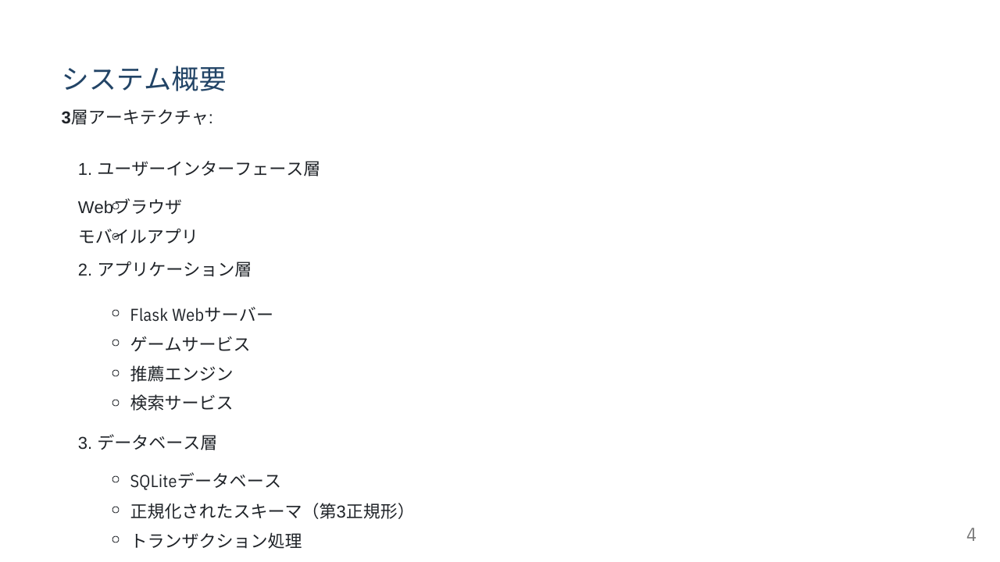 システム概要
3層アーキテクチャ:
1. ユーザーインターフェース層
Webブラウザ
モバイルアプリ
2. アプリケーション層
Flask Webサーバー
ゲームサービス
推薦エンジン
検索サービス
3. データベース層
SQLiteデータベース
正規化されたスキーマ（第3正規形）
トランザクション処理
4